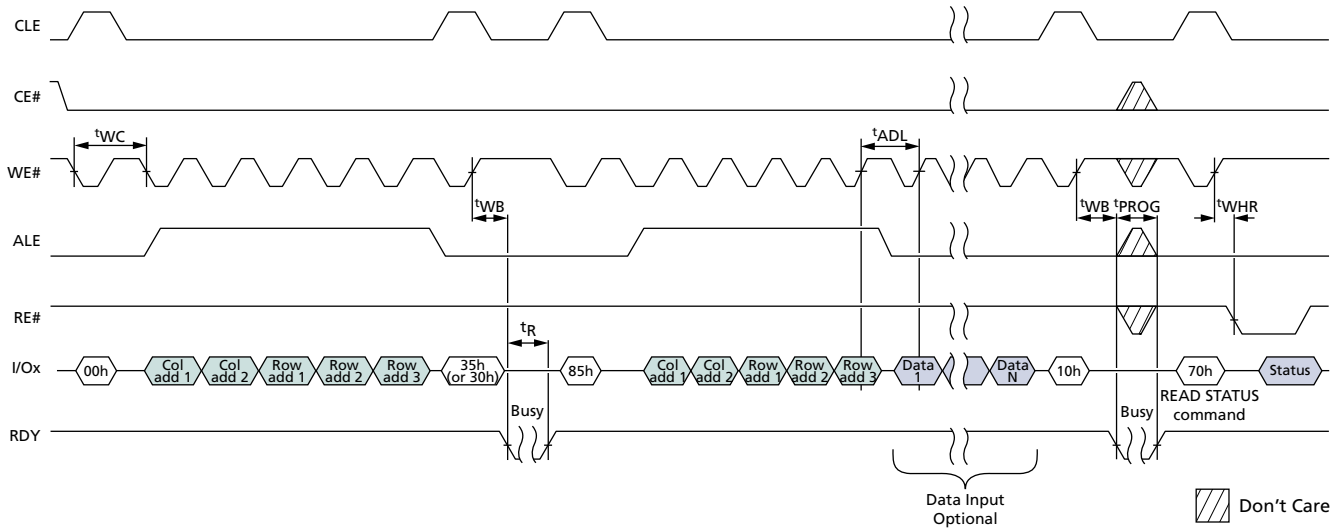 CLE
CE#
tWC
tADL
WE#
tWB
tWB
tPROG
tWHR
ALE
RE#
tR
I/Ox
00h
Col add 1
Col add 2
Row add 1
Row add 2
Row add 3
35h (or 30h)
85h
Col add 1
Col add 2
Row add 1
Row add 2
Row add 3
Data 1
Data N
10h
70h
Status
READ STATUS command
Busy
Busy
RDY
Data Input
Optional
Don't Care